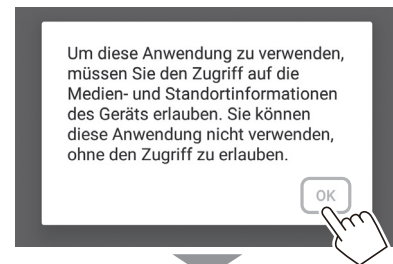 Um diese Anwendung zu verwenden,
müssen Sie den Zugriff auf die
Medien- und Standortinformationen
des Geräts erlauben. Sie können
diese Anwendung nicht verwenden,
ohne den Zugriff zu erlauben.
OK